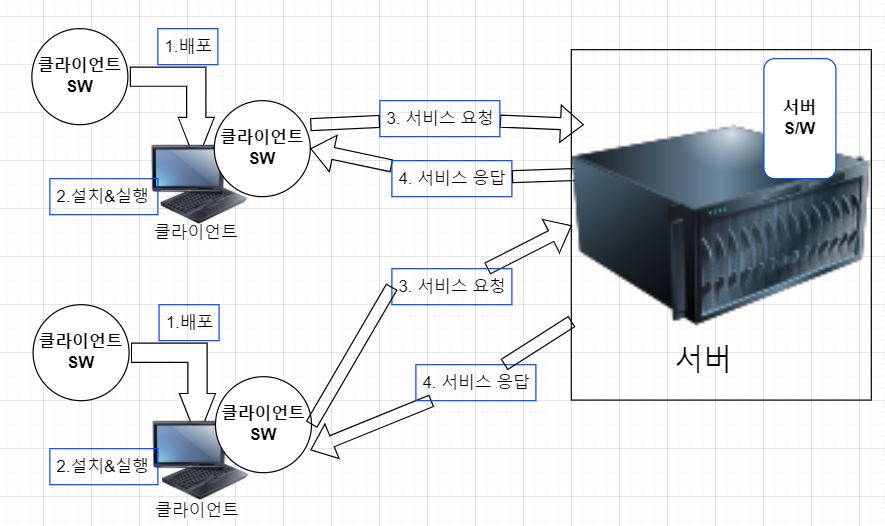 클라이언트
SW
1.배포
클라이언트
SW
2.설치&실행
클라이언트
3. 서비스 요청
4. 서비스 응답
서버
S/W
서버
클라이언트
SW
1.배포
클라이언트
SW
2.설치&실행
클라이언트
3. 서비스 요청
4. 서비스 응답